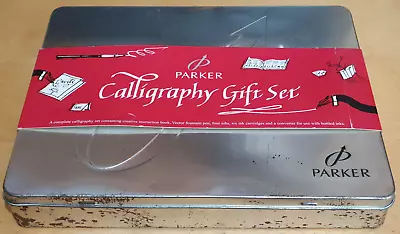 PARKER
Calligraphy Gift Set
A complete calligraphy set containing creative instruction book, Vector fountain pen, four nibs, six ink cartridges and a converter for use with bottled inks.
PARKER